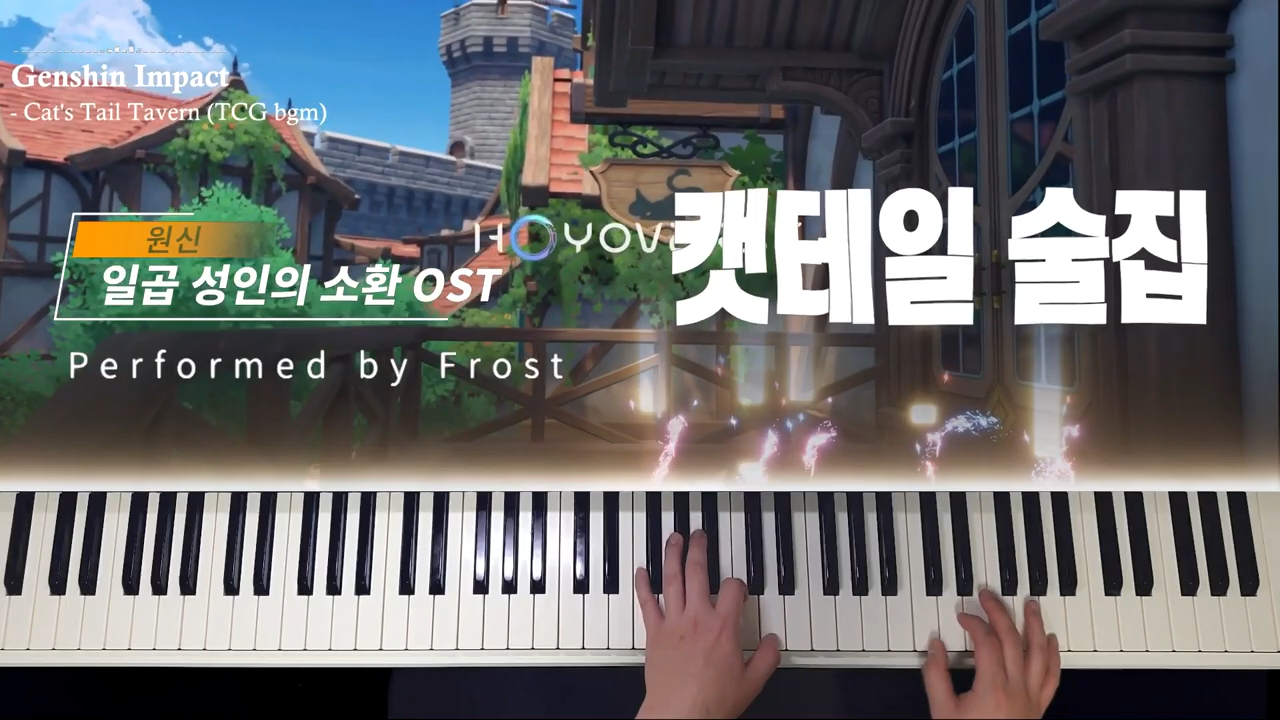 Genshin Impact
- Cat's Tail Tavern (TCG bgm)
원신
일곱 성인의 소환 OST
캣테일 술집
HOYOV
Performed by Frost